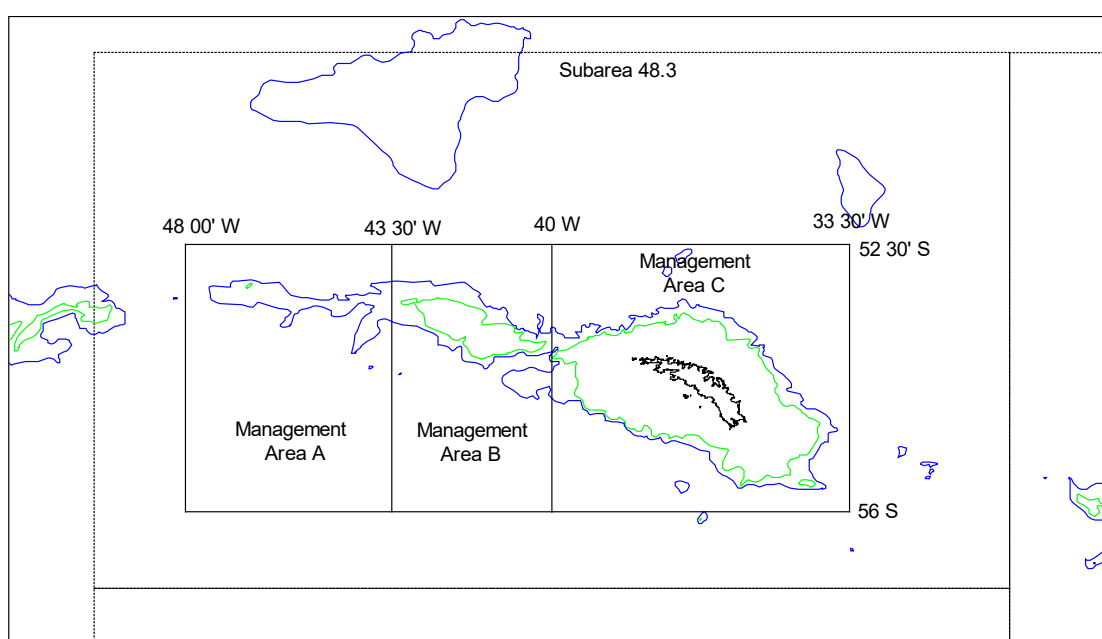 Subarea 48.3
48 00' W
43 30' W
40 W
33 30' W
52 30' S
Management
Area C
Management
Area A
Management
Area B
56 S